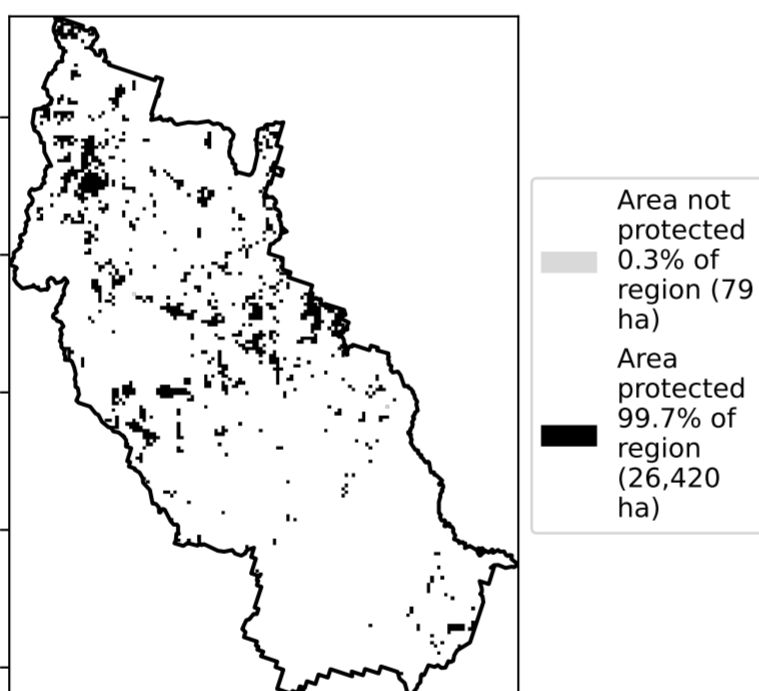 Area not
protected
0.3% of
region (79
ha)
Area
protected
99.7% of
region
(26,420
ha)